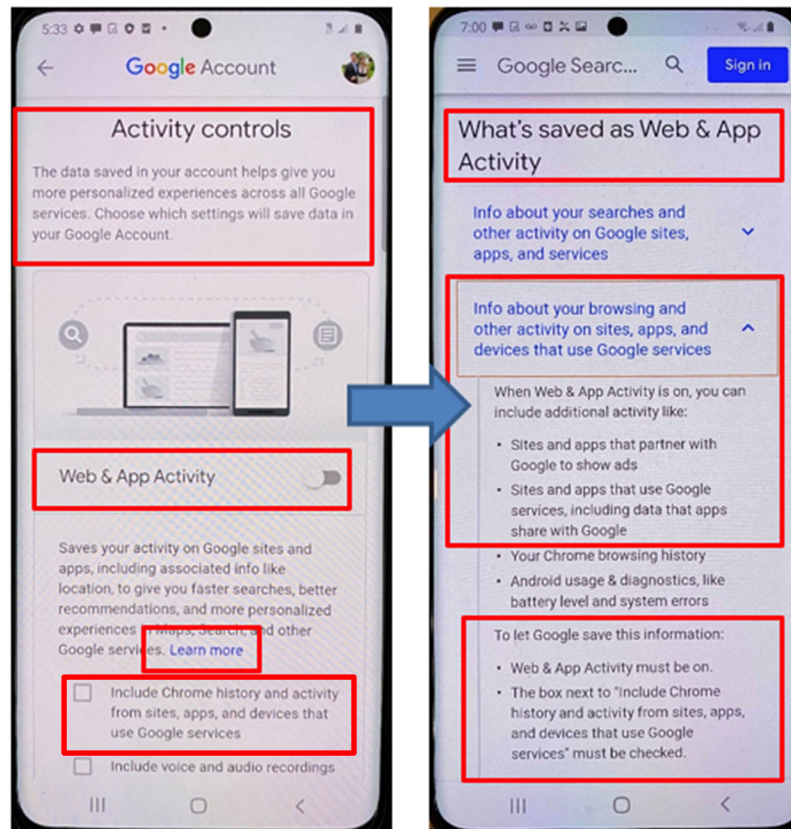 5:33
Google Account
Activity controls
The data saved in your account helps give you
more personalized experiences across all Google
services. Choose which settings will save data in
your Google Account.
Web & App Activity
Saves your activity on Google sites and
apps, including associated info like
location, to give you faster searches, better
recommendations, and more personalized
experiences in Maps, Search, and other
Google services. Learn more
Include Chrome history and activity
from sites, apps, and devices that
use Google services
Include voice and audio recordings
7:00
Google Searc...
Sign in
What's saved as Web & App
Activity
Info about your searches and
other activity on Google sites,
apps, and services
Info about your browsing and
other activity on sites, apps, and
devices that use Google services
When Web & App Activity is on, you can
include additional activity like:
• Sites and apps that partner with
Google to show ads
• Sites and apps that use Google
services, including data that apps
share with Google
• Your Chrome browsing history
• Android usage & diagnostics, like
battery level and system errors
To let Google save this information:
• Web & App Activity must be on.
• The box next to "Include Chrome
history and activity from sites, apps,
and devices that use Google
services" must be checked.